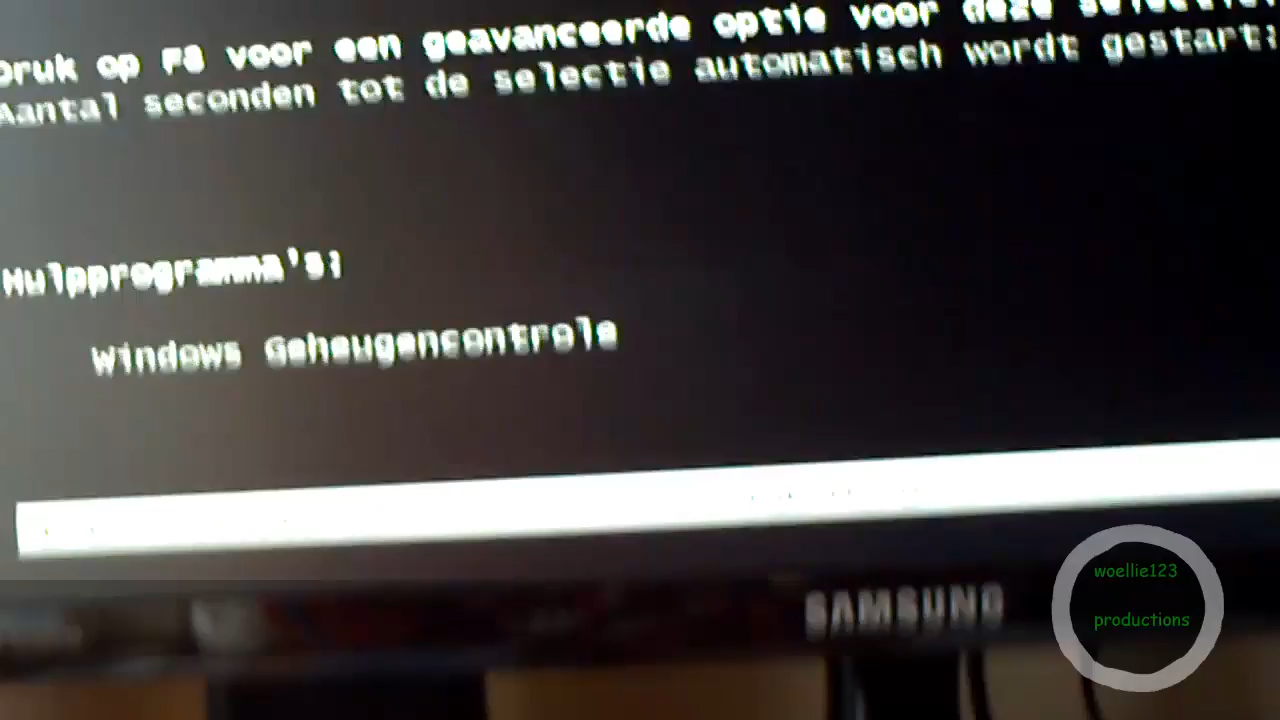 Druk op F8 voor een geavanceerde optie voor deze selectie.
Aantal seconden tot de selectie automatisch wordt gestart:
Hulpprogramma's:
Windows Geheugencontrole
SAMSUNG
woellie123
productions